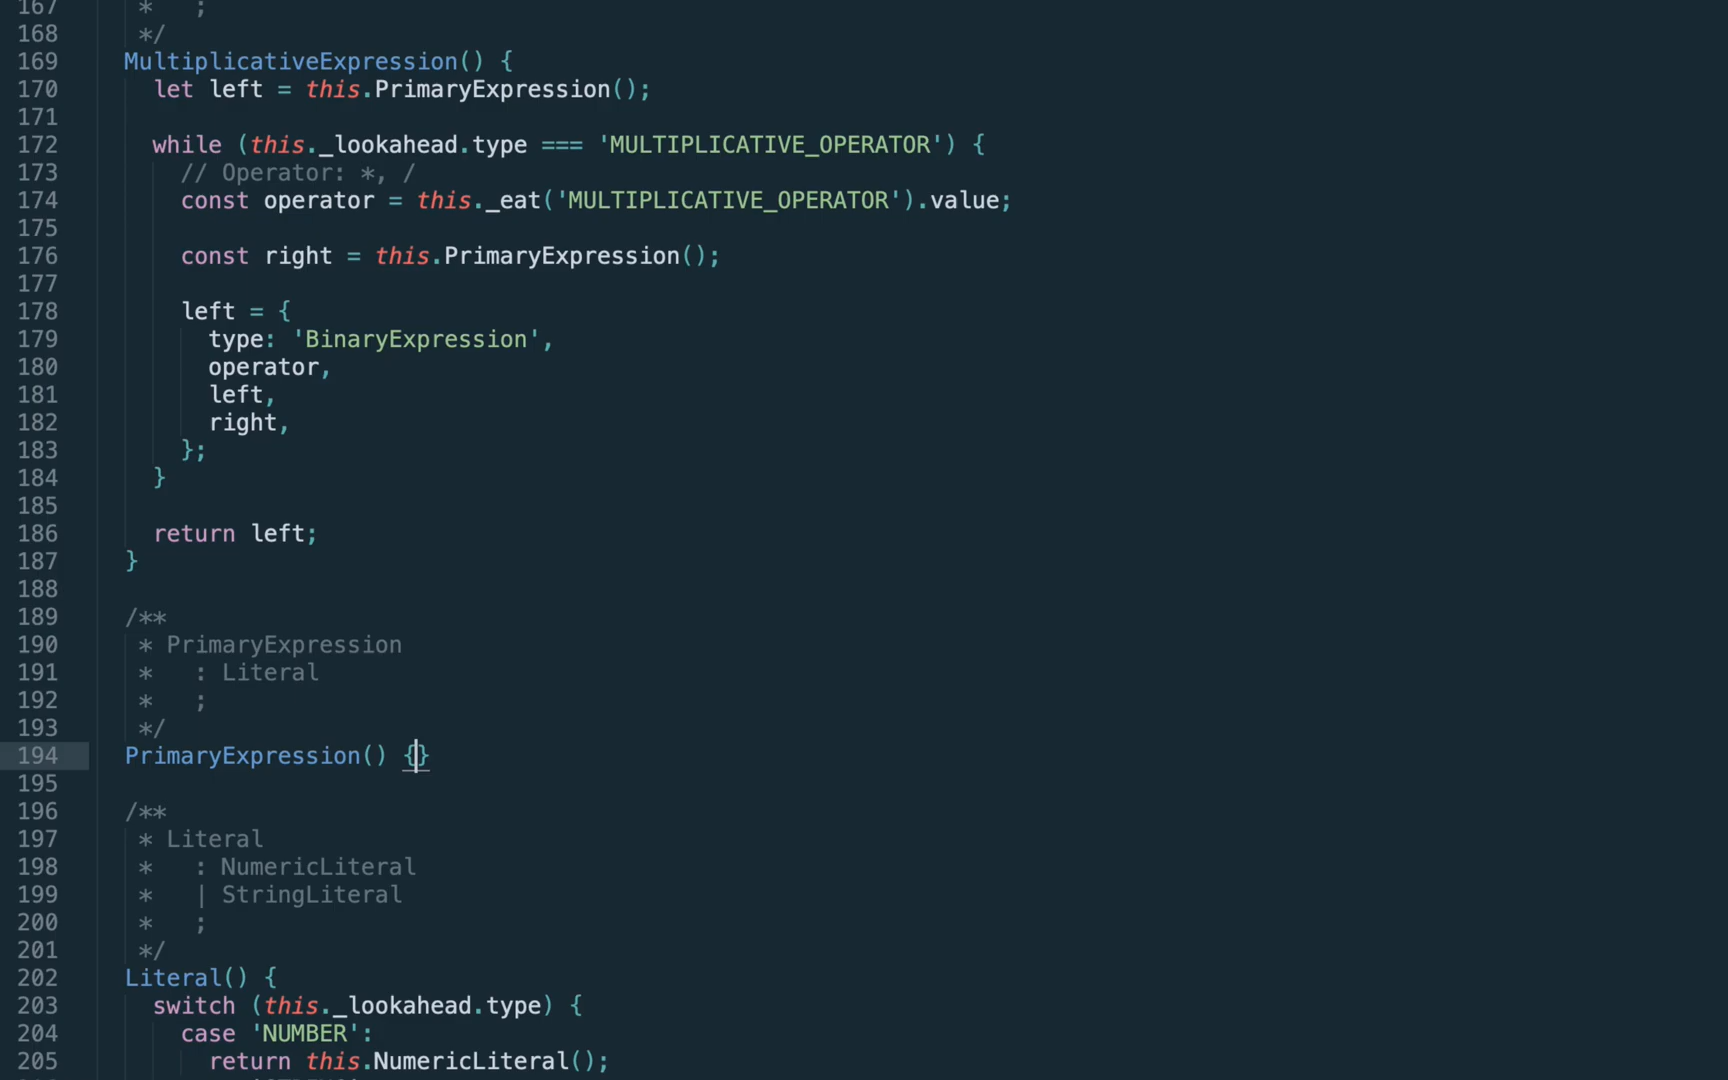 167 * ;
168 */
169 MultiplicativeExpression() {
170 let left = this.PrimaryExpression();
171
172 while (this._lookahead.type === 'MULTIPLICATIVE_OPERATOR') {
173 // Operator: *, /
174 const operator = this._eat('MULTIPLICATIVE_OPERATOR').value;
175
176 const right = this.PrimaryExpression();
177
178 left = {
179 type: 'BinaryExpression',
180 operator,
181 left,
182 right,
183 };
184 }
185
186 return left;
187 }
188
189 /**
190 * PrimaryExpression
191 * : Literal
192 * ;
193 */
194 PrimaryExpression() {}
195
196 /**
197 * Literal
198 * : NumericLiteral
199 * | StringLiteral
200 * ;
201 */
202 Literal() {
203 switch (this._lookahead.type) {
204 case 'NUMBER':
205 return this.NumericLiteral();